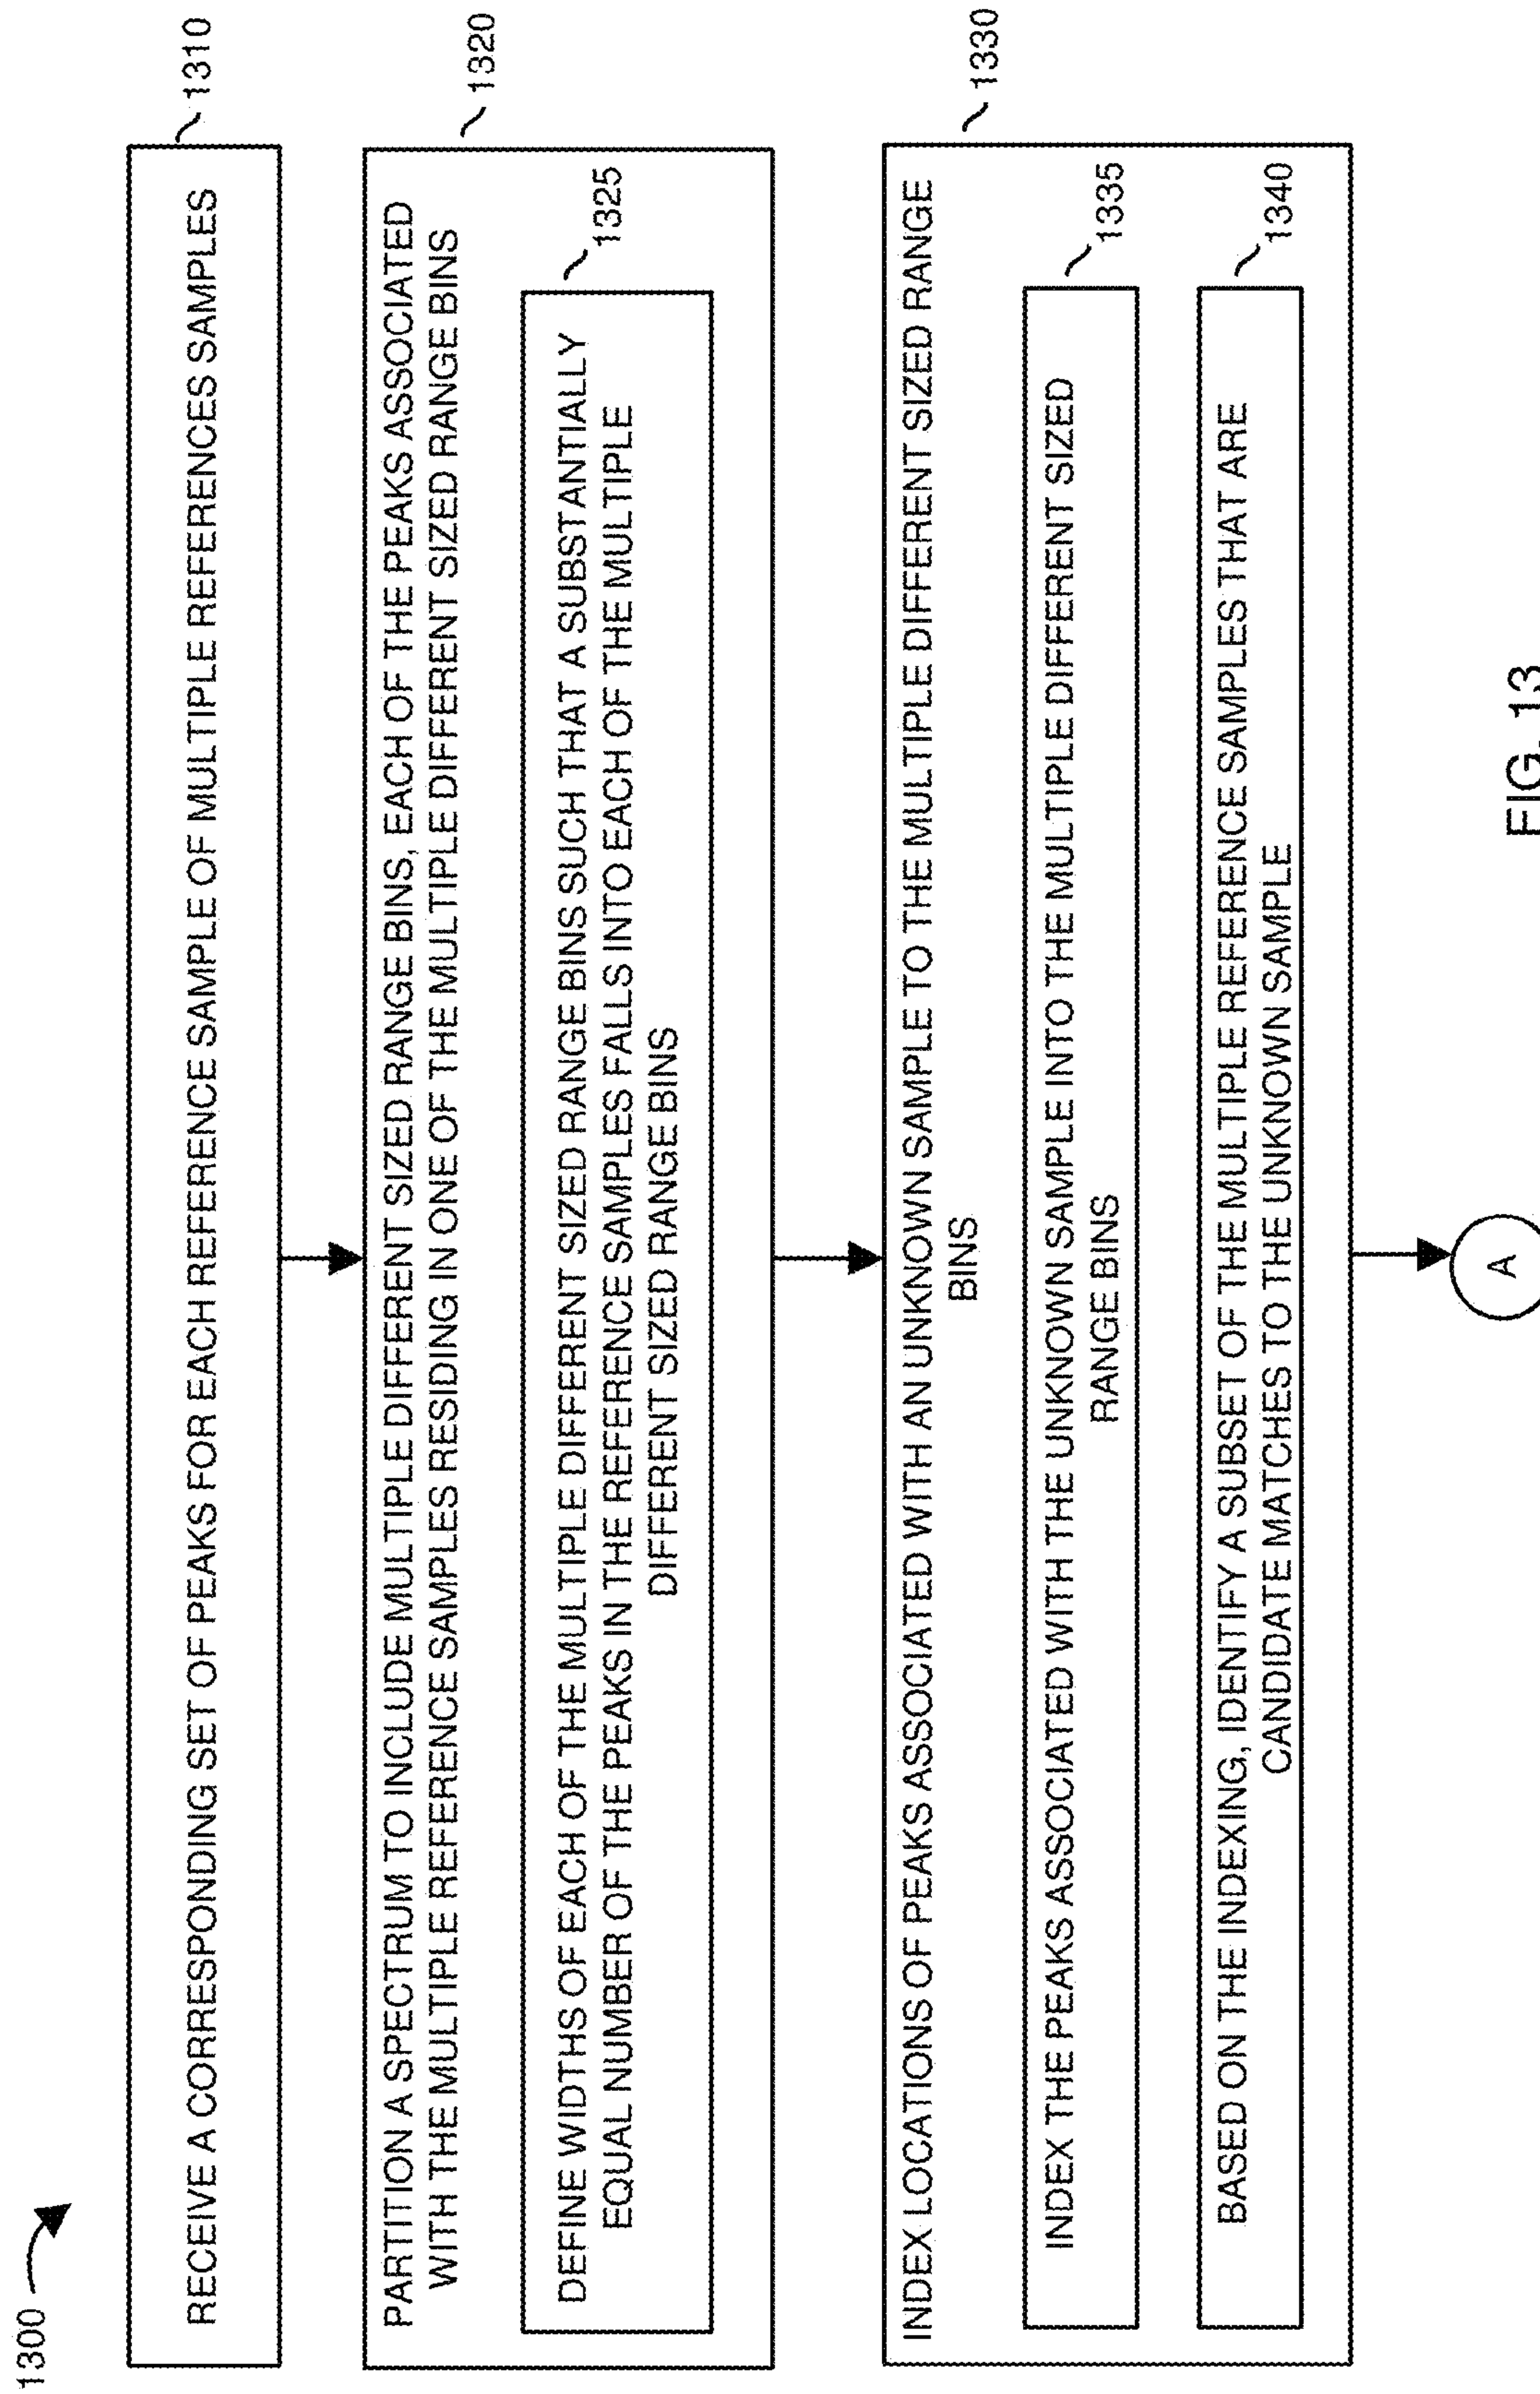 1300
1310
RECEIVE A CORRESPONDING SET OF PEAKS FOR EACH REFERENCE SAMPLE OF MULTIPLE REFERENCES SAMPLES
1320
PARTITION A SPECTRUM TO INCLUDE MULTIPLE DIFFERENT SIZED RANGE BINS, EACH OF THE PEAKS ASSOCIATED
WITH THE MULTIPLE REFERENCE SAMPLES RESIDING IN ONE OF THE MULTIPLE DIFFERENT SIZED RANGE BINS
1325
DEFINE WIDTHS OF EACH OF THE MULTIPLE DIFFERENT SIZED RANGE BINS SUCH THAT A SUBSTANTIALLY
EQUAL NUMBER OF THE PEAKS IN THE REFERENCE SAMPLES FALLS INTO EACH OF THE MULTIPLE
DIFFERENT SIZED RANGE BINS
1330
INDEX LOCATIONS OF PEAKS ASSOCIATED WITH AN UNKNOWN SAMPLE TO THE MULTIPLE DIFFERENT SIZED RANGE
BINS
1335
INDEX THE PEAKS ASSOCIATED WITH THE UNKNOWN SAMPLE INTO THE MULTIPLE DIFFERENT SIZED
RANGE BINS
1340
BASED ON THE INDEXING, IDENTIFY A SUBSET OF THE MULTIPLE REFERENCE SAMPLES THAT ARE
CANDIDATE MATCHES TO THE UNKNOWN SAMPLE
A
FIG. 13